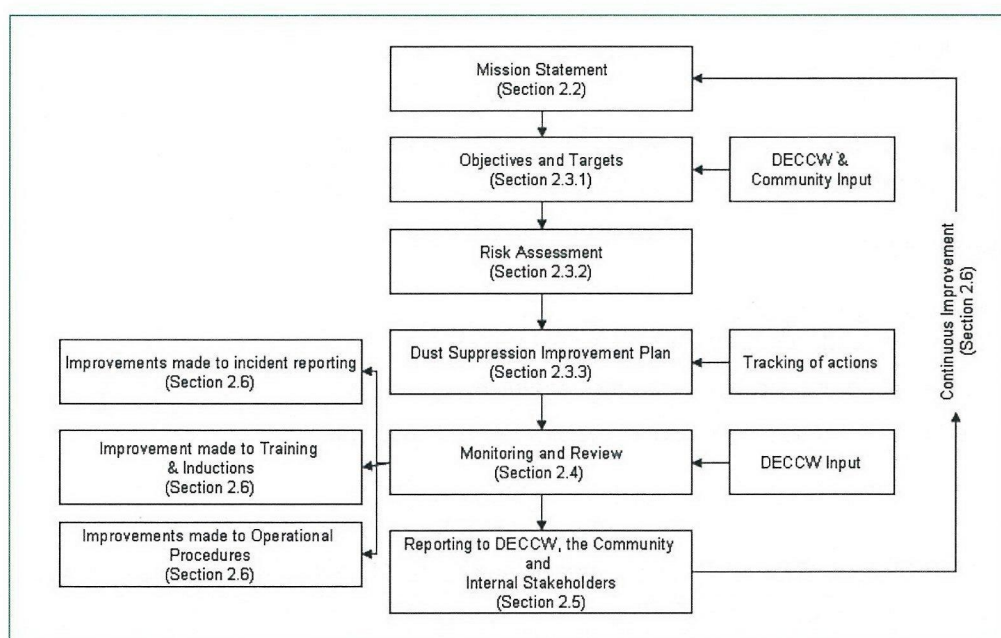 Mission Statement
(Section 2.2)
Objectives and Targets
(Section 2.3.1)
DECCW &
Community Input
Risk Assessment
(Section 2.3.2)
Dust Suppression Improvement Plan
(Section 2.3.3)
Tracking of actions
Improvements made to incident reporting
(Section 2.6)
Improvement made to Training
& Inductions
(Section 2.6)
Monitoring and Review
(Section 2.4)
DECCW Input
Improvements made to Operational
Procedures
(Section 2.6)
Reporting to DECCW, the Community
and
Internal Stakeholders
(Section 2.5)
Continuous Improvement
(Section 2.6)